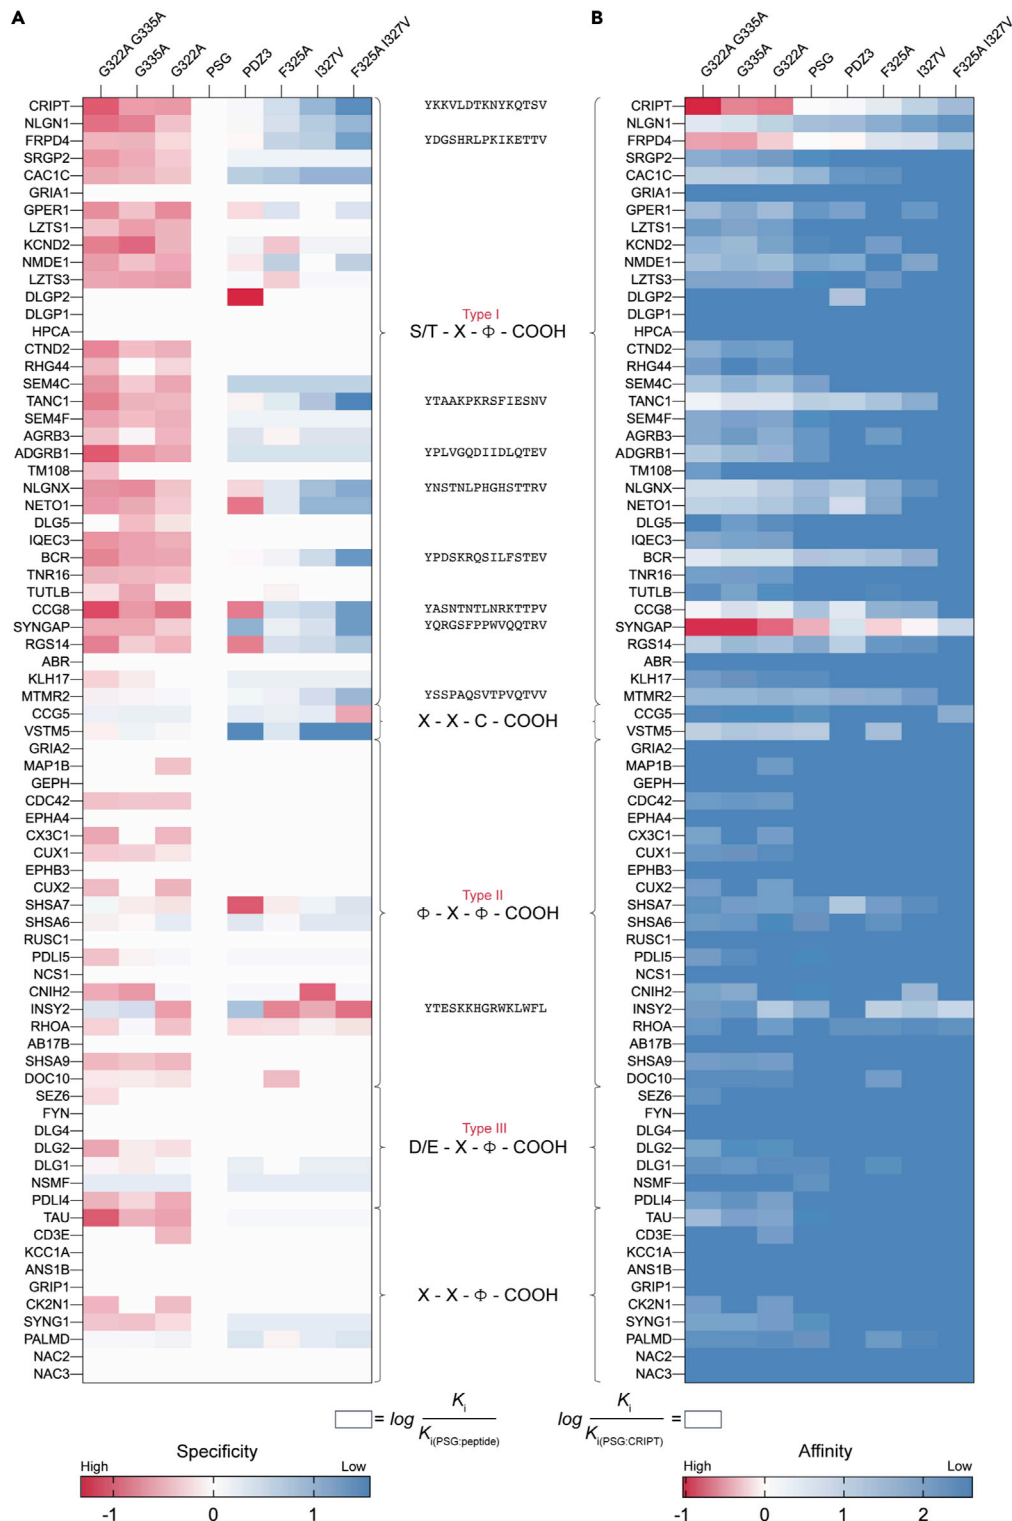 A
B
G322A G335A
G335A
G322A
PSG
PDZ3
F325A
I327V
F325A I327V
G322A G335A
G335A
G322A
PSG
PDZ3
F325A
I327V
F325A I327V
CRIPT YKKVLDTKNYKQTSV CRIPT
NLGN1 NLGN1
FRPD4 YDGSHRLPKIKETTV FRPD4
SRGP2 SRGP2
CAC1C CAC1C
GRIA1 GRIA1
GPER1 GPER1
LZTS1 LZTS1
KCND2 KCND2
NMDE1 NMDE1
LZTS3 LZTS3
DLGP2 DLGP2
DLGP1 Type I DLGP1
HPCA S/T - X - Φ - COOH HPCA
CTND2 CTND2
RHG44 RHG44
SEM4C SEM4C
TANC1 YTAAKPKRSFIESNV TANC1
SEM4F SEM4F
AGRB3 AGRB3
ADGRB1 YPLVGQDIIDLQTEV ADGRB1
TM108 TM108
NLGNX YNSTNLPHGHSTTRV NLGNX
NETO1 NETO1
DLG5 DLG5
IQEC3 IQEC3
BCR YPDSKRQSILFSTEV BCR
TNR16 TNR16
TUTLB TUTLB
CCG8 YASNTNTLNRKTTPV CCG8
SYNGAP YQRGSFPPWVQQTRV SYNGAP
RGS14 RGS14
ABR ABR
KLH17 KLH17
MTMR2 YSSPAQSVTPVQTVV MTMR2
CCG5 X - X - C - COOH CCG5
VSTM5 VSTM5
GRIA2 GRIA2
MAP1B MAP1B
GEPH GEPH
CDC42 CDC42
EPHA4 EPHA4
CX3C1 CX3C1
CUX1 CUX1
EPHB3 EPHB3
CUX2 Type II CUX2
SHSA7 Φ - X - Φ - COOH SHSA7
SHSA6 SHSA6
RUSC1 RUSC1
PDLI5 PDLI5
NCS1 NCS1
CNIH2 CNIH2
INSY2 YTESKKHGRWKLWFL INSY2
RHOA RHOA
AB17B AB17B
SHSA9 SHSA9
DOC10 DOC10
SEZ6 SEZ6
FYN FYN
DLG4 Type III DLG4
DLG2 D/E - X - Φ - COOH DLG2
DLG1 DLG1
NSMF NSMF
PDLI4 PDLI4
TAU TAU
CD3E CD3E
KCC1A KCC1A
ANS1B ANS1B
GRIP1 X - X - Φ - COOH GRIP1
CK2N1 CK2N1
SYNG1 SYNG1
PALMD PALMD
NAC2 NAC2
NAC3 NAC3
= log Ki / Ki(PSG:peptide)
log Ki / Ki(PSG:CRIPT) =
Specificity
High Low
-1 0 1
Affinity
High Low
-1 0 1 2